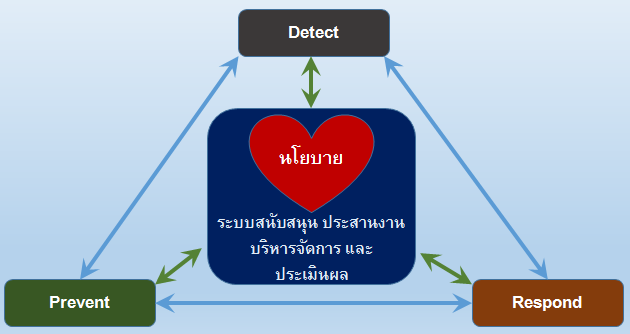 Detect
นโยบาย
ระบบสนับสนุน ประสานงาน
บริหารจัดการ และ
ประเมินผล
Prevent
Respond